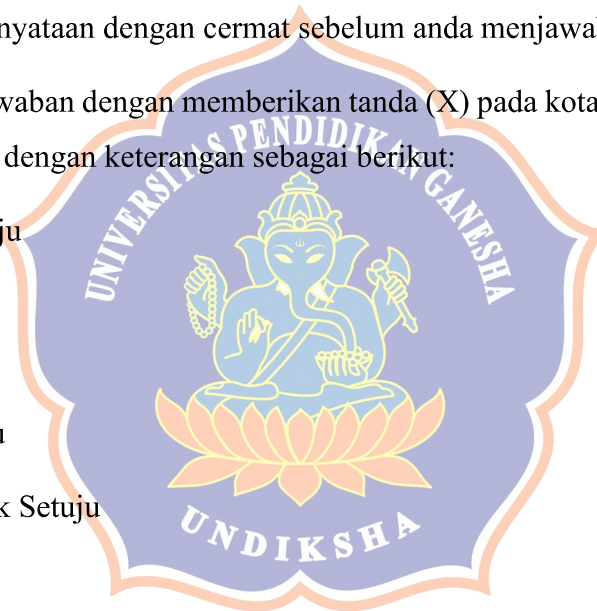 nyataan dengan cermat sebelum anda menjawa
waban dengan memberikan tanda (X) pada kota
UNIVERSITAS PENDIDIKAN GANESHA
dengan keterangan sebagai berikut:
ju
u
k Setuju
UNDIKSHA